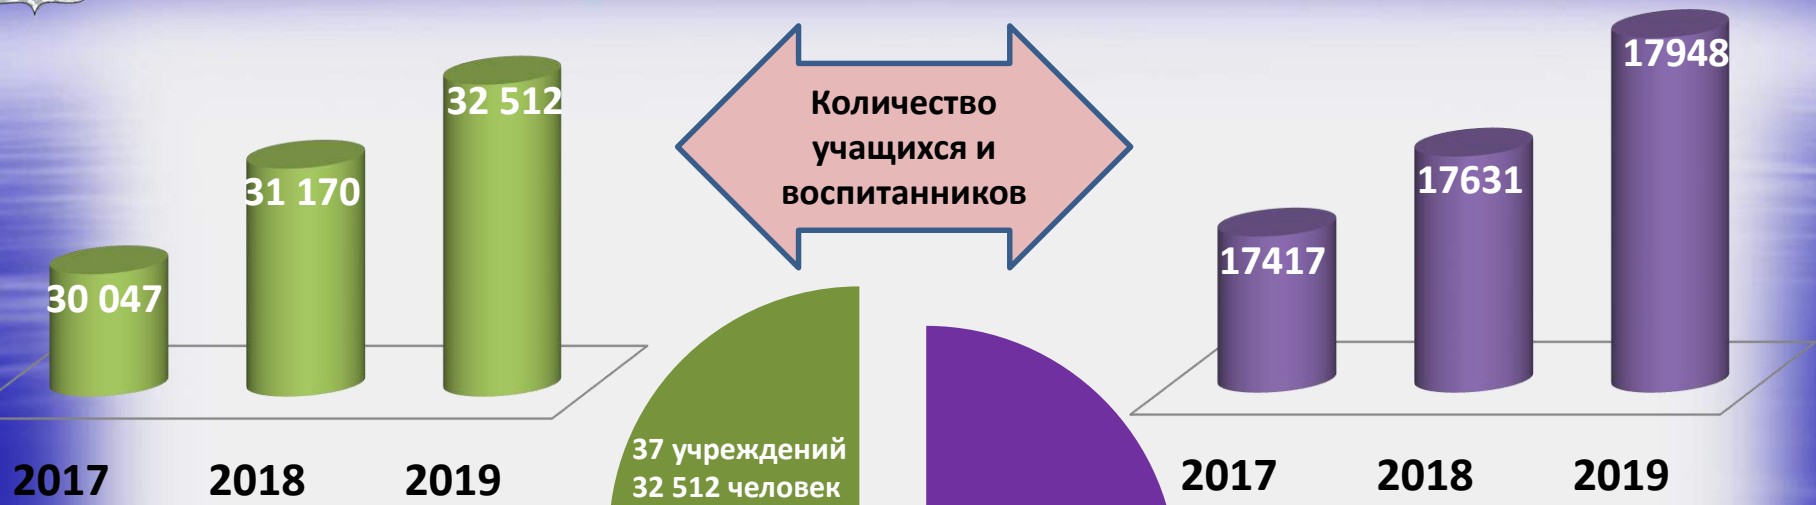 30 047
31 170
32 512
2017 2018 2019
Количество
учащихся и
воспитанников
17417
17631
17948
2017 2018 2019
37 учреждений
32 512 человек